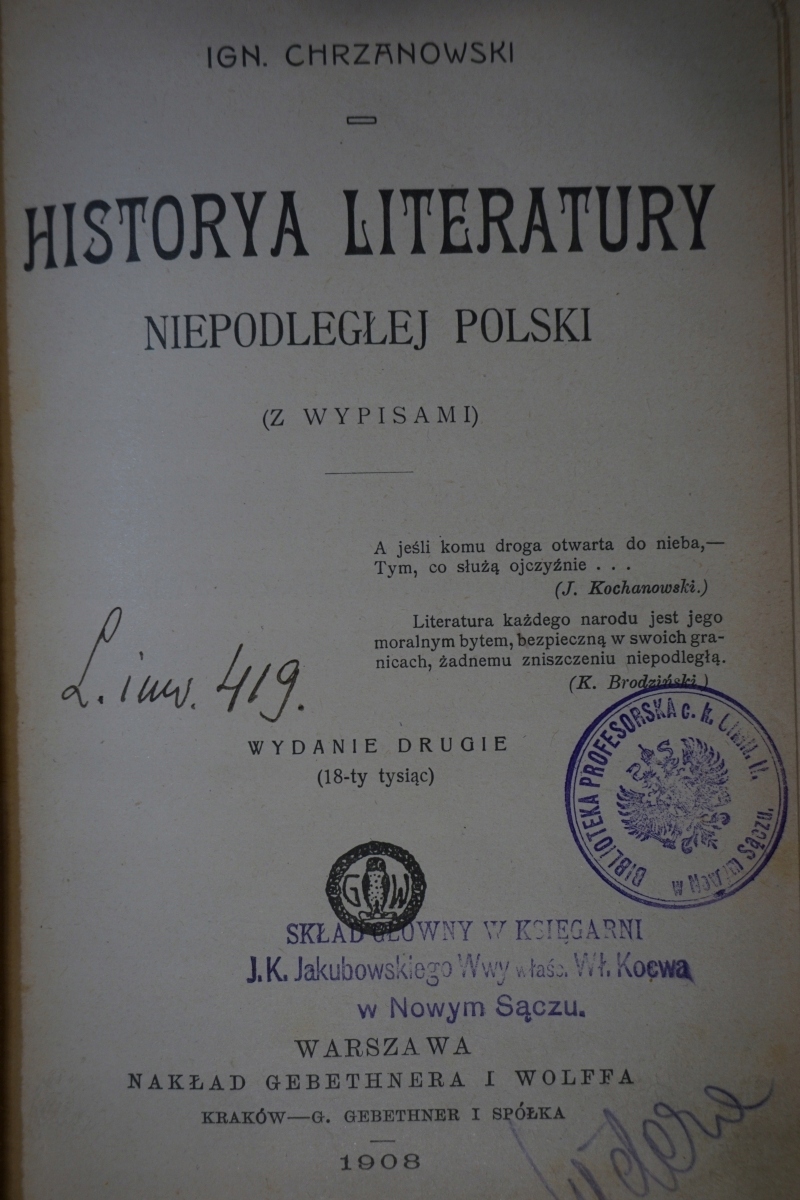 IGN. CHRZANOWSKI
HISTORYA LITERATURY
NIEPODLEGŁEJ POLSKI
(Z WYPISAMI)
A jeśli komu droga otwarta do nieba,—
Tym, co służą ojczyźnie . . .
(J. Kochanowski.)
Literatura każdego narodu jest jego
moralnym bytem, bezpieczną w swoich gra-
nicach, żadnemu zniszczeniu niepodległą.
(K. Brodziński.)
L. inw. 419.
WYDANIE DRUGIE
(18-ty tysiąc)
BIBLIOTEKA PROFESORSKA c. k. GIMN. II.
w Nowym Sączu.
G W
SKŁAD GŁÓWNY W KSIĘGARNI
J. K. Jakubowskiego Wwy właśc. Wł.
w Nowym Sączu.
WARSZAWA
NAKŁAD GEBETHNERA I WOLFFA
KRAKÓW—G. GEBETHNER I SPÓŁKA
1908